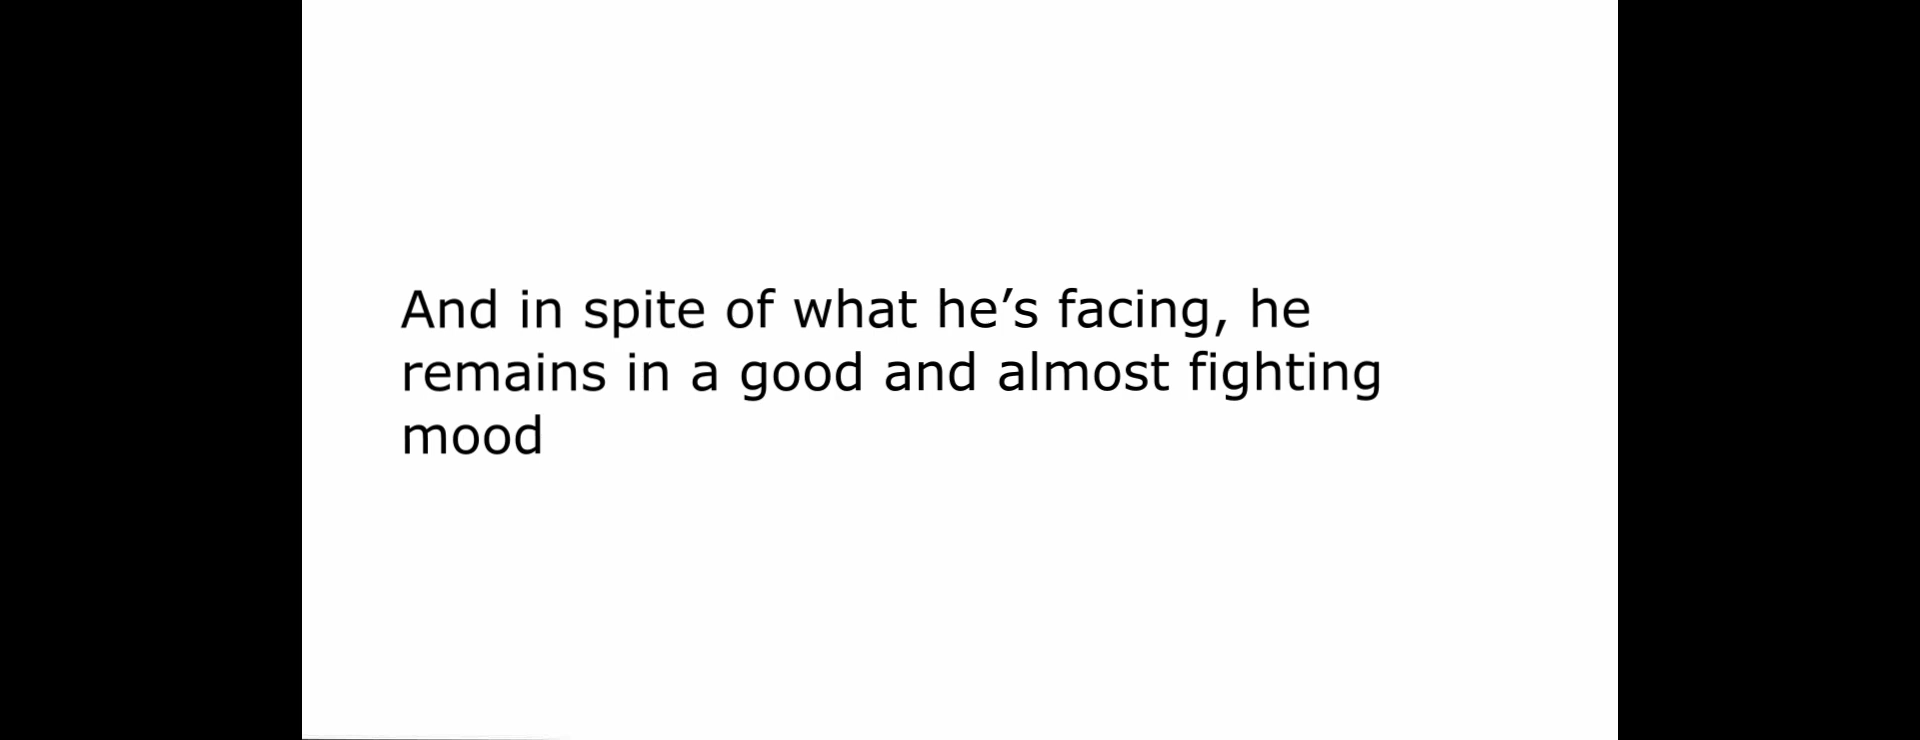 And in spite of what he’s facing, he
remains in a good and almost fighting
mood